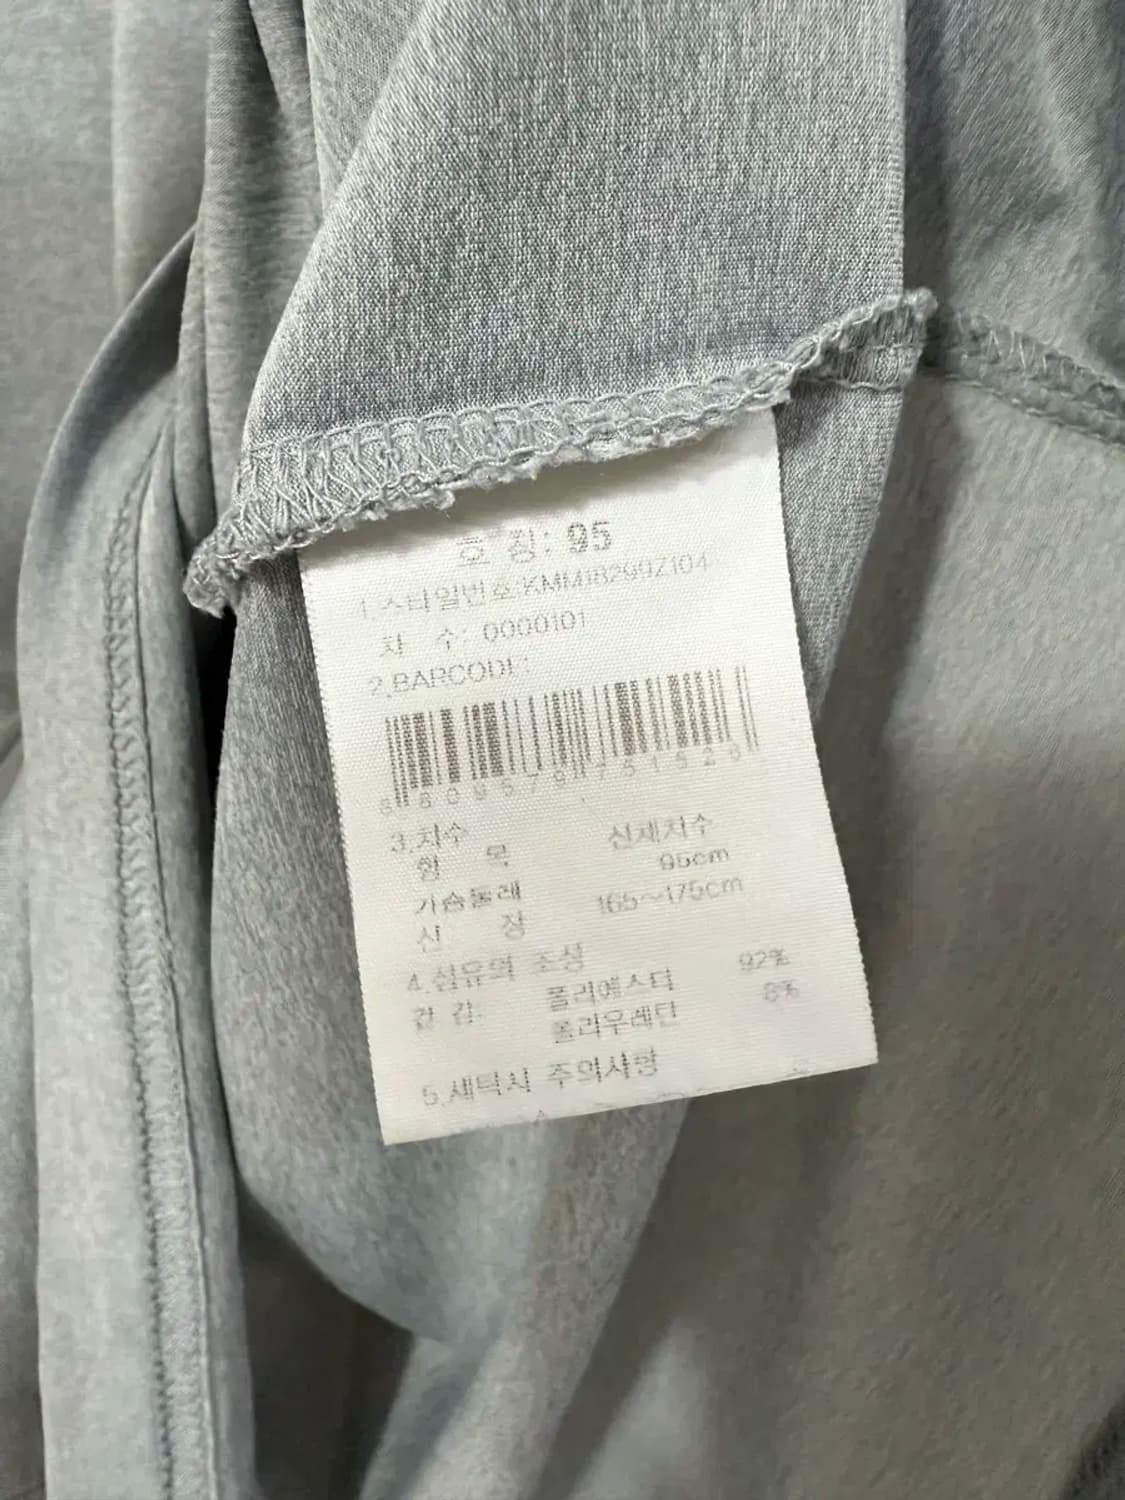 호 칭: 95
1.스타일번호:KMMJ8299Z104
차 수: 0000101
2.BARCODE:
3.치수
항 목 신체치수
가슴둘레 95cm
신 장 165~175cm
4.섬유의 조성
겉 감: 폴리에스터 92%
폴리우레탄 8%
5.세탁시 주의사항